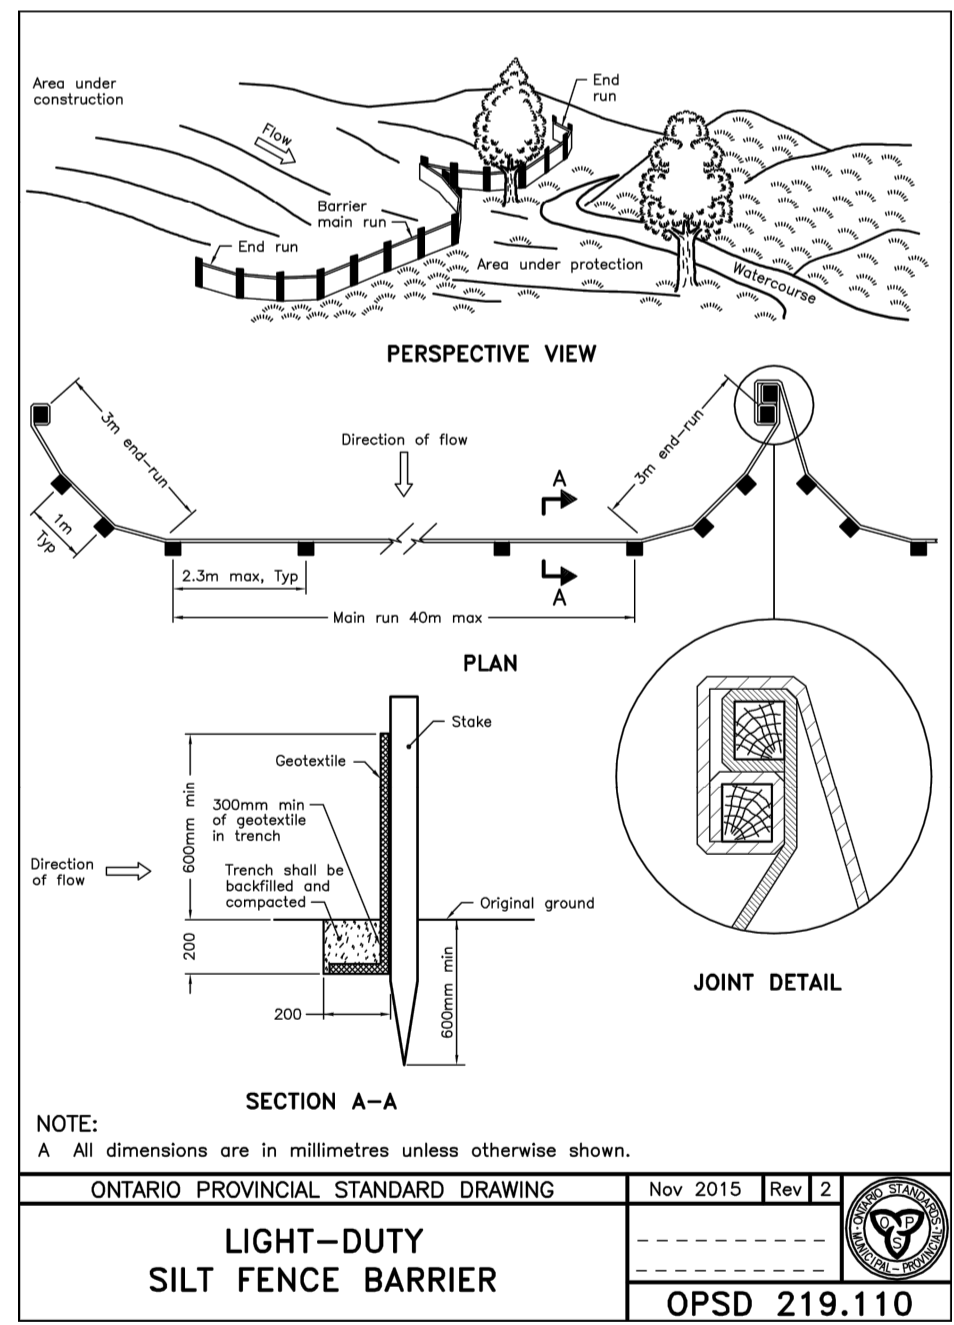 Area under
construction
Flow
End
run
Barrier
main run
End run
Area under protection
Watercourse
PERSPECTIVE VIEW
3m end-run
1m
Typ
Direction of flow
A
A
3m end-run
2.3m max, Typ
Main run 40m max
PLAN
Stake
Geotextile
600mm min
300mm min
of geotextile
in trench
Direction
of flow
Trench shall be
backfilled and
compacted
Original ground
200
200
600mm min
SECTION A-A
JOINT DETAIL
NOTE:
A All dimensions are in millimetres unless otherwise shown.
ONTARIO PROVINCIAL STANDARD DRAWING
Nov 2015 Rev 2
LIGHT-DUTY
SILT FENCE BARRIER
OPSD 219.110
ONTARIO STANDARDS
MUNICIPAL-PROVINCIAL
O P
S